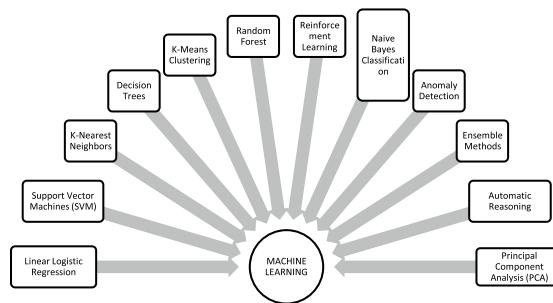 Linear Logistic
Regression
Support Vector
Machines (SVM)
K-Nearest
Neighbors
Decision
Trees
K-Means
Clustering
Random
Forest
Reinforce
ment
Learning
Naive
Bayes
Classificati
on
Anomaly
Detection
Ensemble
Methods
Automatic
Reasoning
Principal
Component
Analysis (PCA)
MACHINE
LEARNING